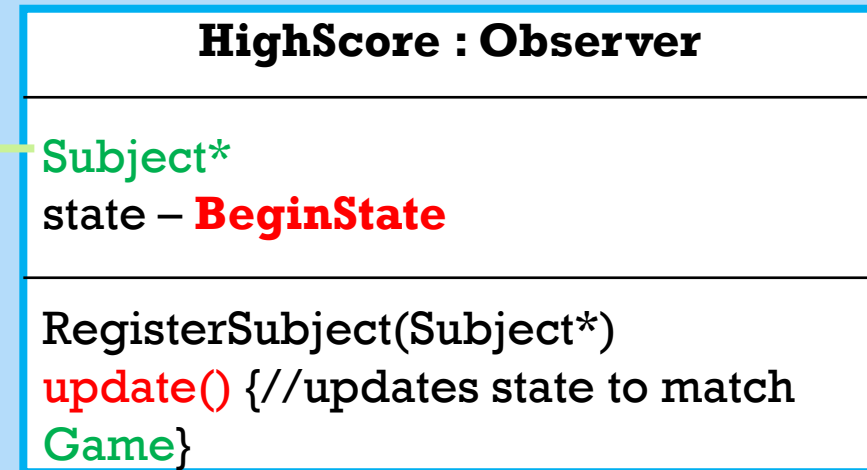 HighScore : Observer
Subject*
state – BeginState
RegisterSubject(Subject*)
update() {//updates state to match
Game}